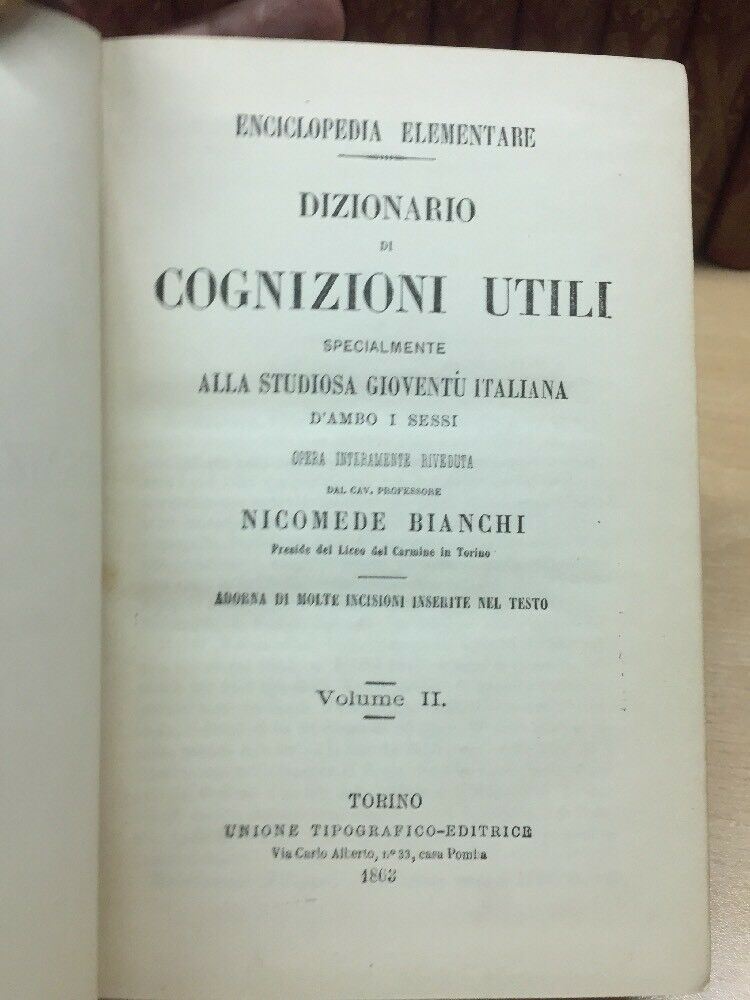 ENCICLOPEDIA ELEMENTARE
DIZIONARIO
DI
COGNIZIONI UTILI
SPECIALMENTE
ALLA STUDIOSA GIOVENTÙ ITALIANA
D'AMBO I SESSI
OPERA INTERAMENTE RIVEDUTA
DAL CAV. PROFESSORE
NICOMEDE BIANCHI
Preside del Liceo del Carmine in Torino
ADORNA DI MOLTE INCISIONI INSERITE NEL TESTO
Volume II.
TORINO
UNIONE TIPOGRAFICO-EDITRICE
Via Carlo Alberto, n.º 33, casa Pomba
1863